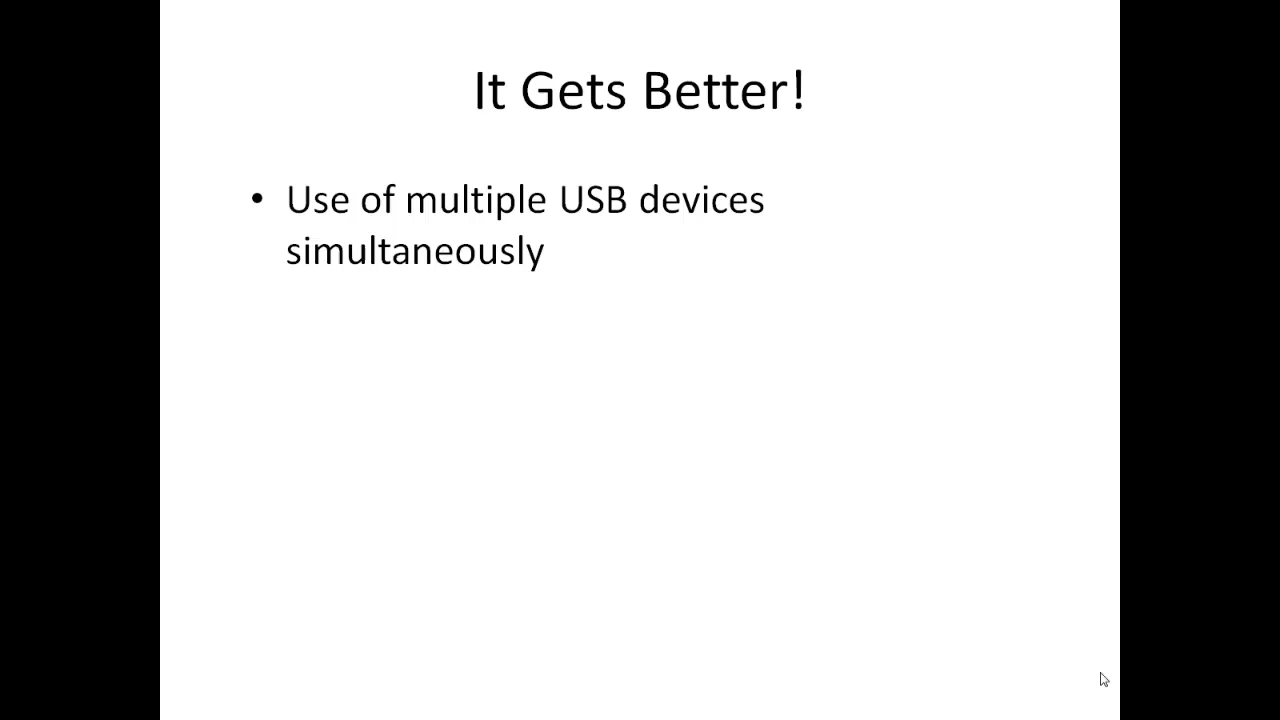 It Gets Better!
• Use of multiple USB devices
simultaneously